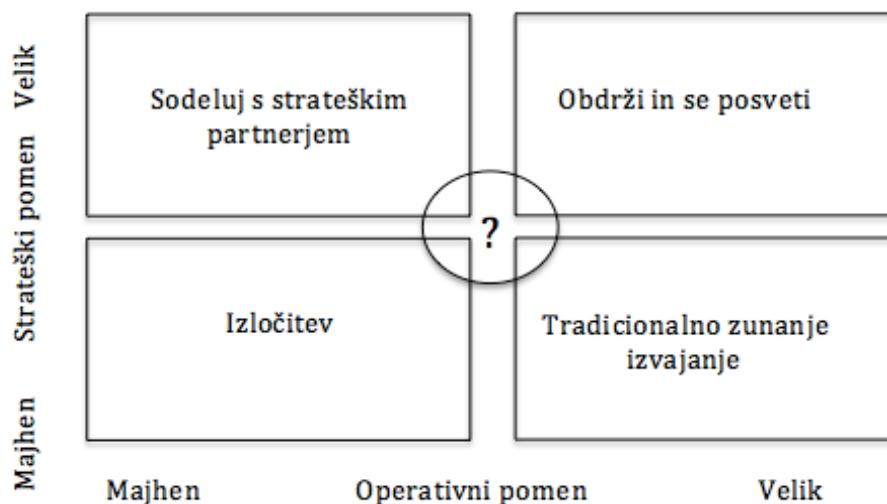 Velik
Strateški pomen
Majhen
Sodeluj s strateškim
partnerjem
Obdrži in se posveti
?
Izločitev
Tradicionalno zunanje
izvajanje
Majhen
Operativni pomen
Velik